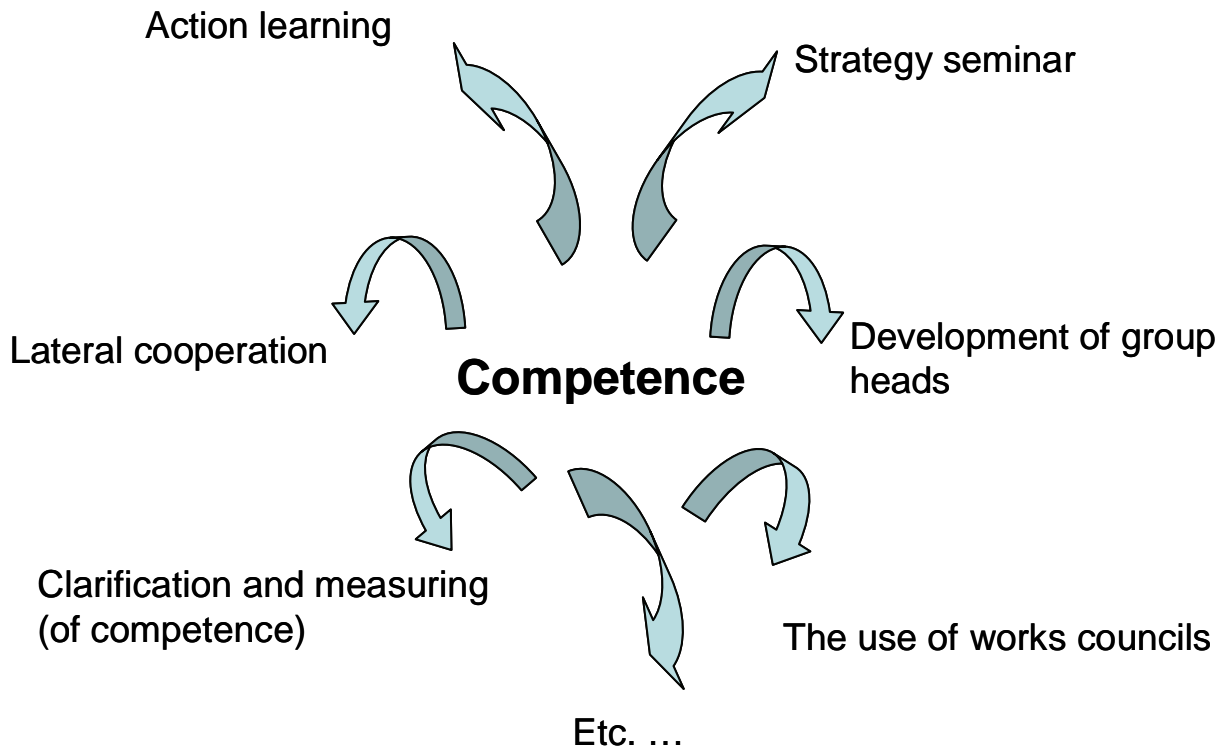 Action learning
Strategy seminar
Lateral cooperation
Competence
Development of group
heads
Clarification and measuring
(of competence)
The use of works councils
Etc. …